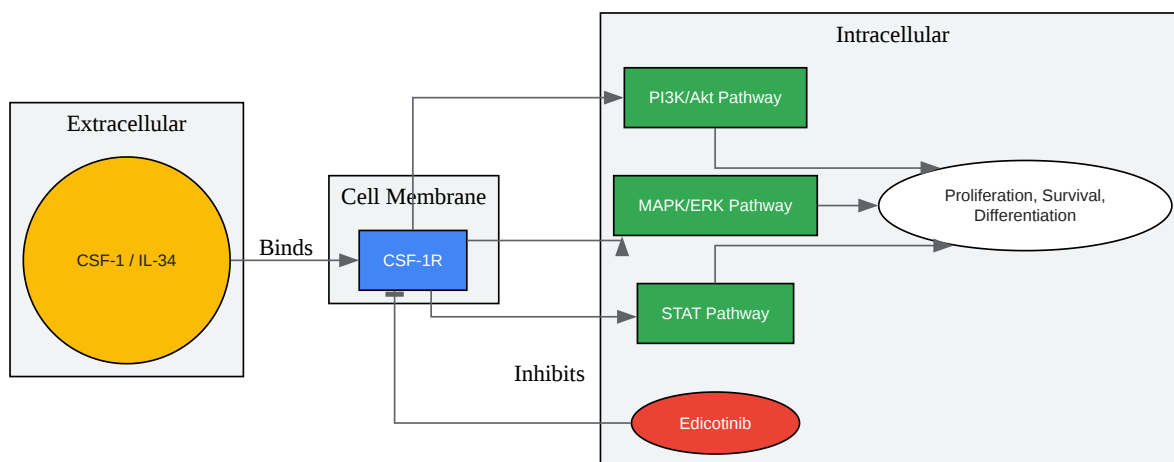 Extracellular
CSF-1 / IL-34
Binds
Cell Membrane
CSF-1R
Inhibits
Intracellular
PI3K/Akt Pathway
MAPK/ERK Pathway
STAT Pathway
Edicotinib
Proliferation, Survival,
Differentiation